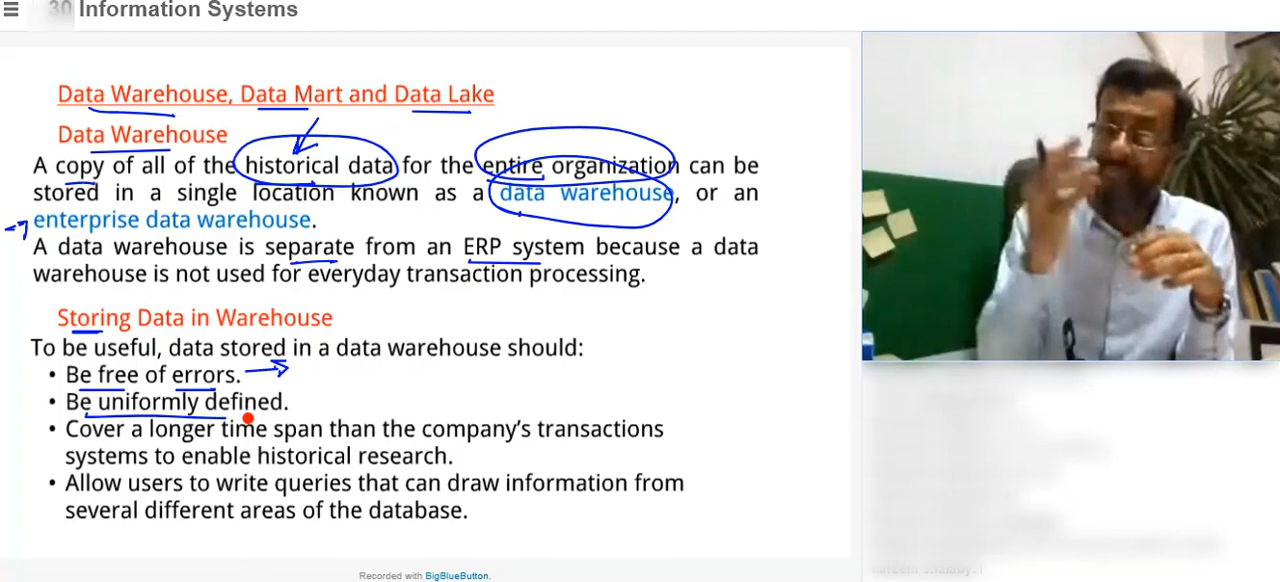 30 Information Systems
Data Warehouse, Data Mart and Data Lake
Data Warehouse
A copy of all of the historical data for the entire organization can be
stored in a single location known as a data warehouse, or an
enterprise data warehouse.
A data warehouse is separate from an ERP system because a data
warehouse is not used for everyday transaction processing.
Storing Data in Warehouse
To be useful, data stored in a data warehouse should:
• Be free of errors.
• Be uniformly defined.
• Cover a longer time span than the company's transactions
systems to enable historical research.
• Allow users to write queries that can draw information from
several different areas of the database.
Recorded with BigBlueButton.